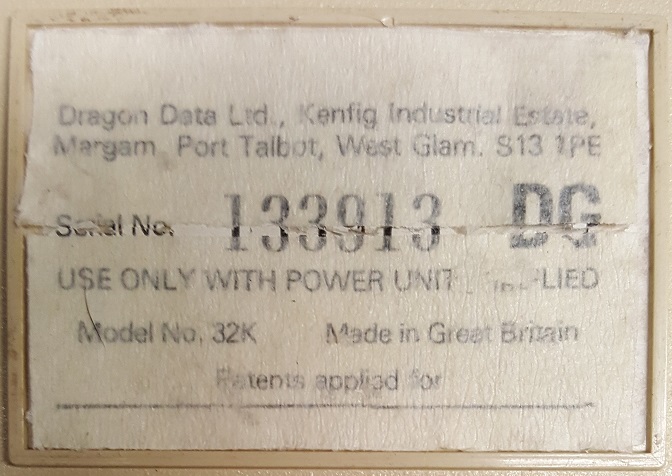 Dragon Data Ltd., Kenfig Industrial Estate,
Margam, Port Talbot, West Glam. S13 1PE
Serial No. 133913 DG
USE ONLY WITH POWER UNIT
Model No. 32K Made in Great Britain
Patents applied for